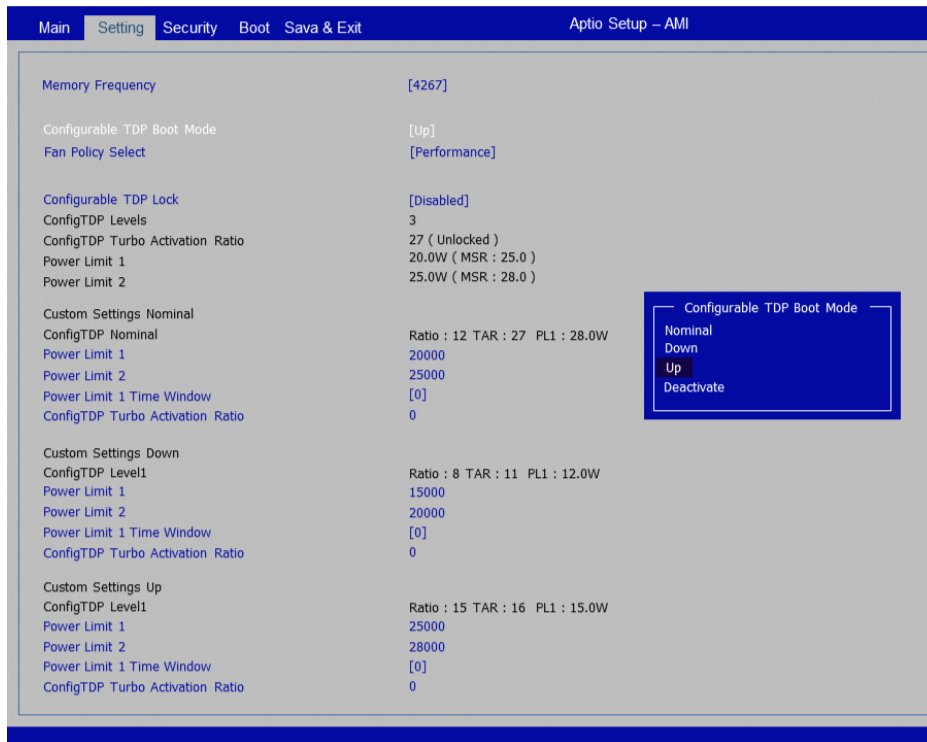 Aptio Setup – AMI
Main Setting Security Boot Sava & Exit
Memory Frequency [4267]
Configurable TDP Boot Mode [Up]
Fan Policy Select [Performance]
Configurable TDP Lock [Disabled]
ConfigTDP Levels 3
ConfigTDP Turbo Activation Ratio 27 ( Unlocked )
Power Limit 1 20.0W ( MSR : 25.0 )
Power Limit 2 25.0W ( MSR : 28.0 )
Custom Settings Nominal
ConfigTDP Nominal Ratio : 12 TAR : 27 PL1 : 28.0W
Power Limit 1 20000
Power Limit 2 25000
Power Limit 1 Time Window [0]
ConfigTDP Turbo Activation Ratio 0
Custom Settings Down
ConfigTDP Level1 Ratio : 8 TAR : 11 PL1 : 12.0W
Power Limit 1 15000
Power Limit 2 20000
Power Limit 1 Time Window [0]
ConfigTDP Turbo Activation Ratio 0
Custom Settings Up
ConfigTDP Level1 Ratio : 15 TAR : 16 PL1 : 15.0W
Power Limit 1 25000
Power Limit 2 28000
Power Limit 1 Time Window [0]
ConfigTDP Turbo Activation Ratio 0
Configurable TDP Boot Mode
Nominal
Down
Up
Deactivate